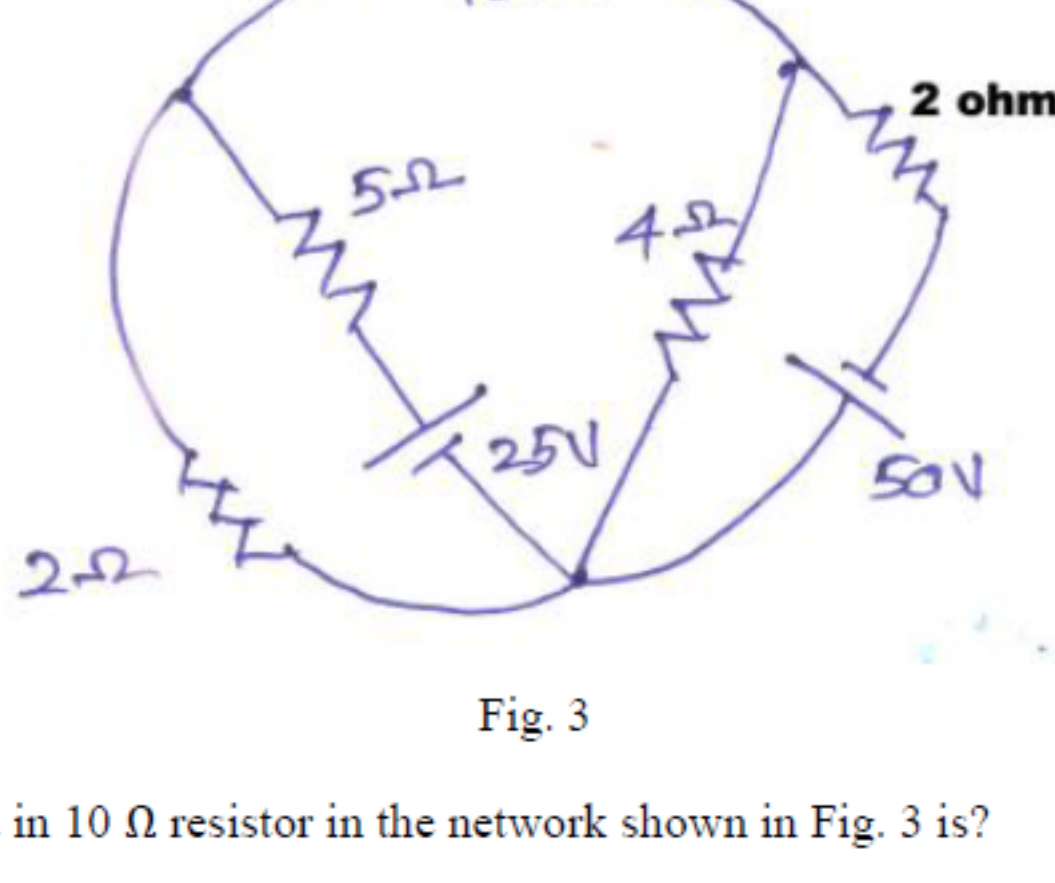 2 ohm
5Ω
4Ω
25V
50V
2Ω
Fig. 3
in 10 Ω resistor in the network shown in Fig. 3 is?